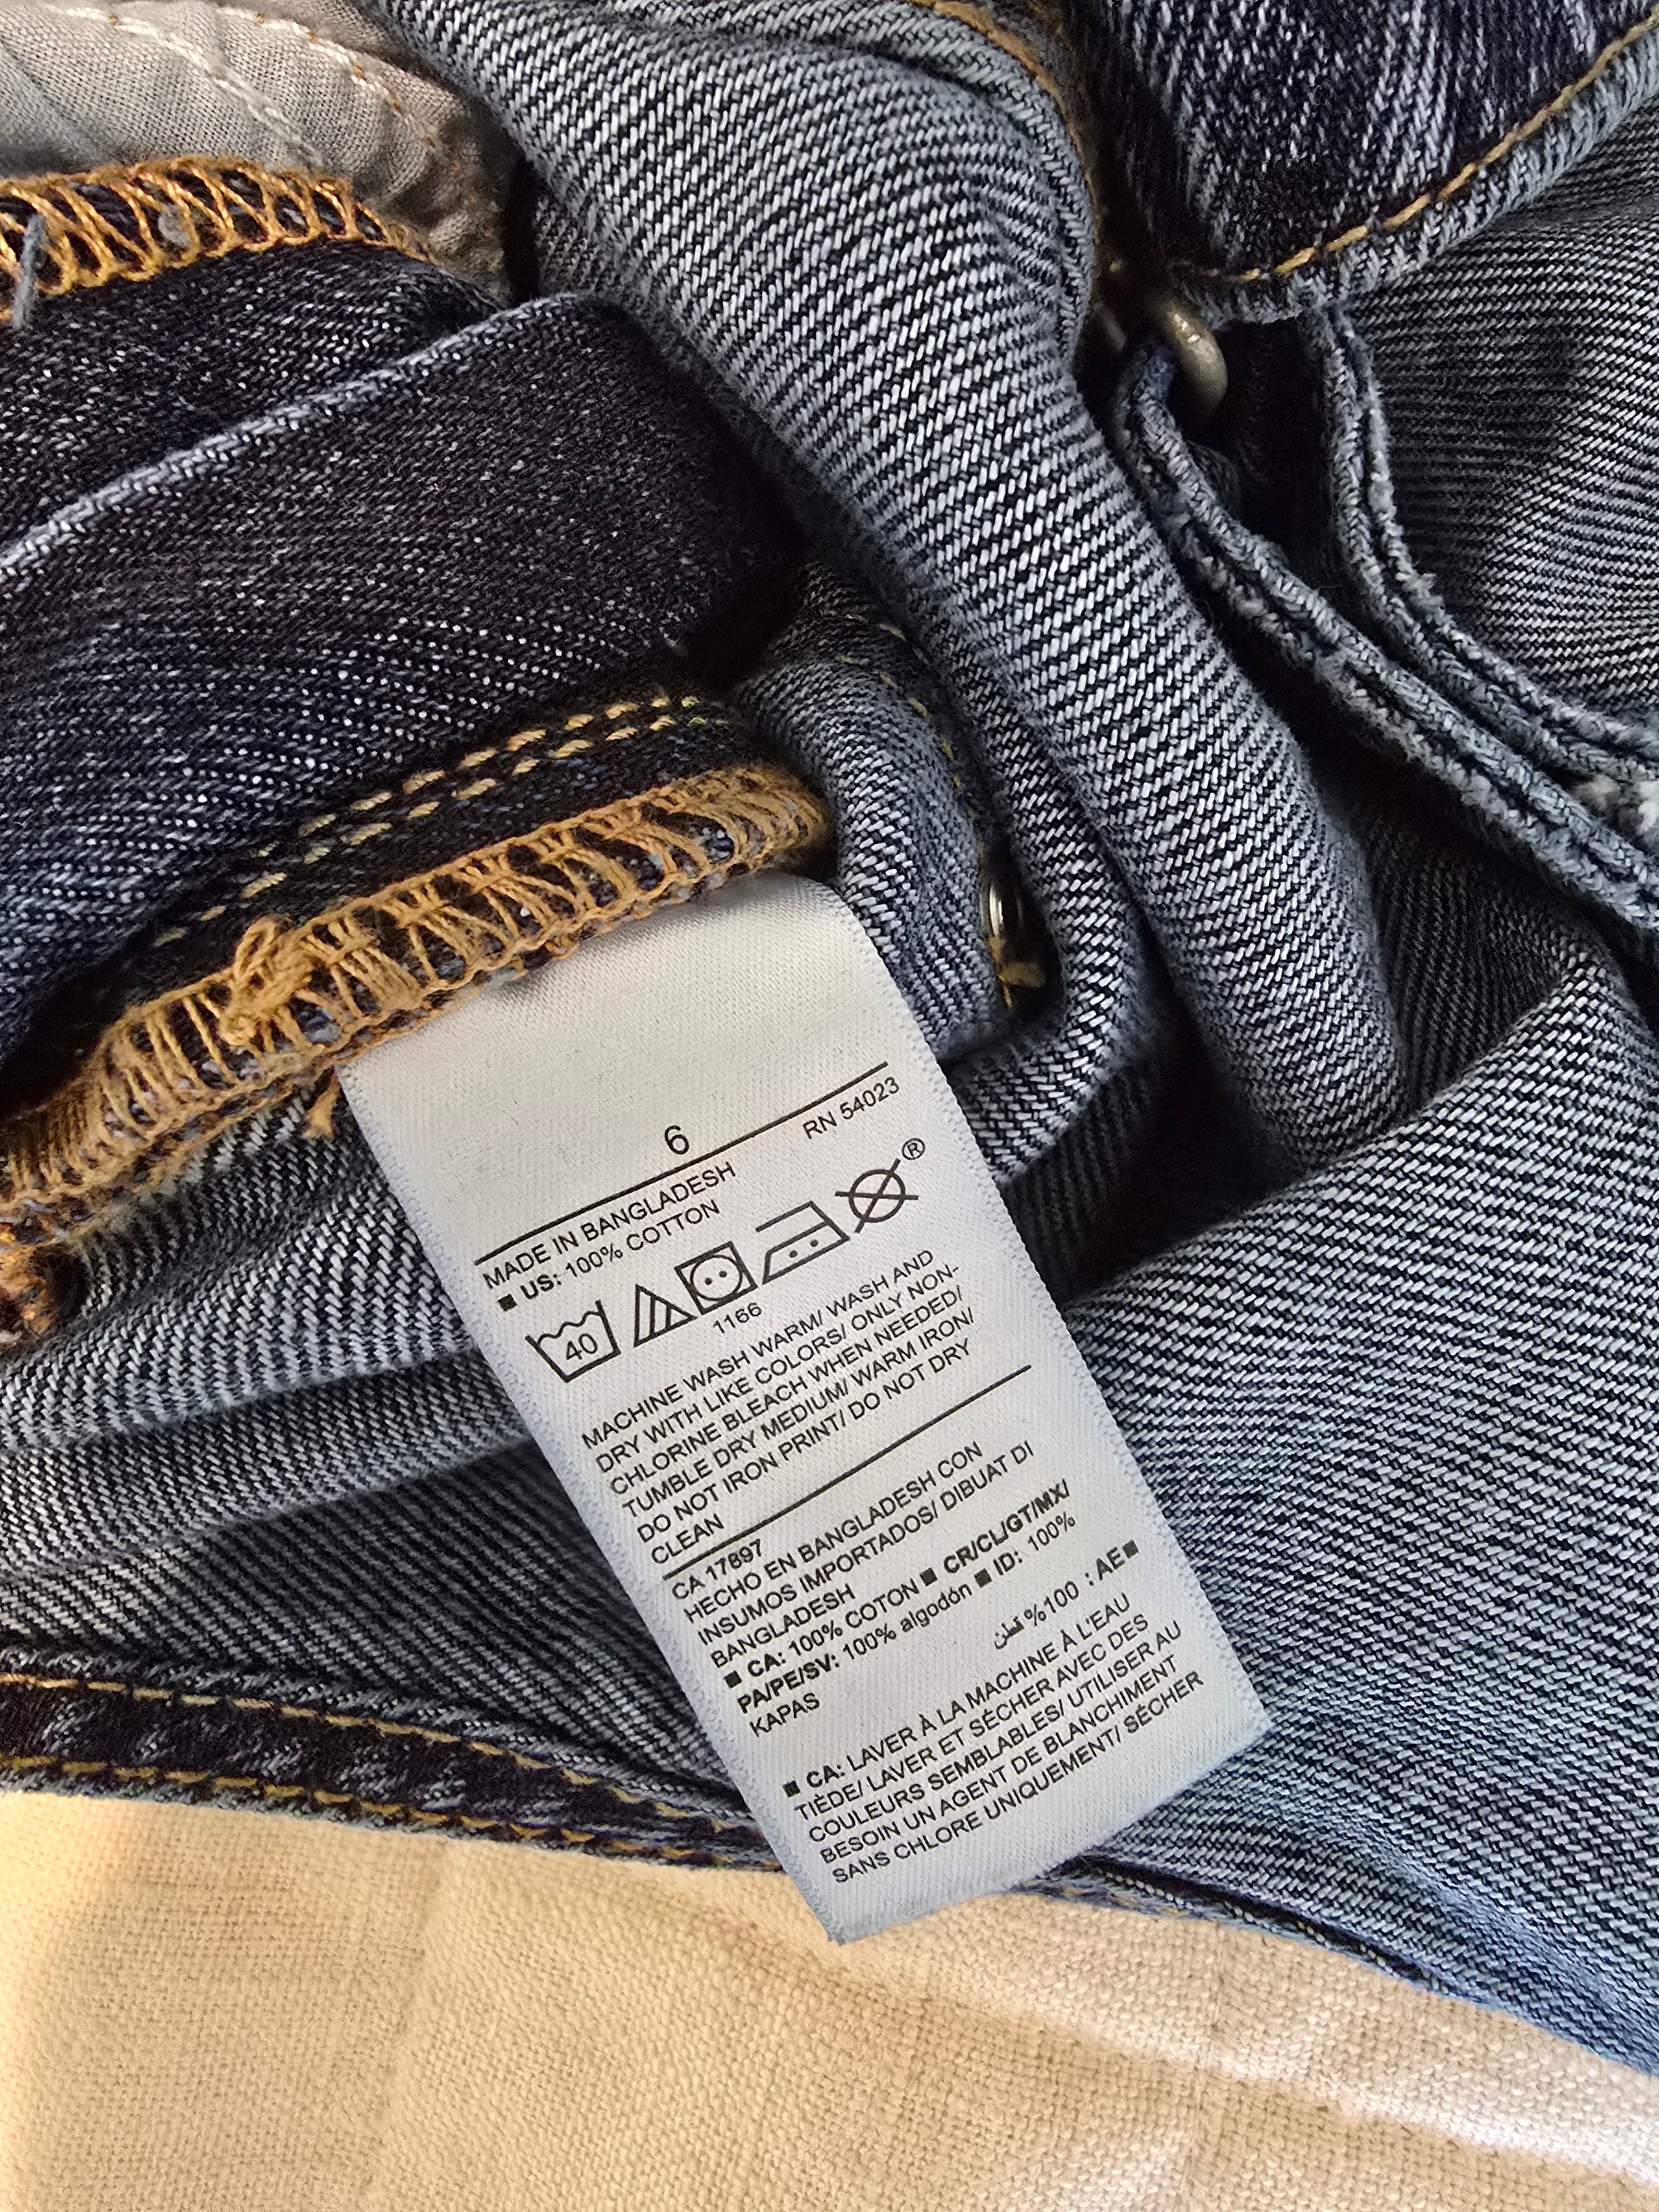 6
RN 54023
MADE IN BANGLADESH
■ US: 100% COTTON
40
®
1166
MACHINE WASH WARM/ WASH AND
DRY WITH LIKE COLORS/ ONLY NON-
CHLORINE BLEACH WHEN NEEDED/
TUMBLE DRY MEDIUM/ WARM IRON/
DO NOT IRON PRINT/ DO NOT DRY
CLEAN
CA 17897
HECHO EN BANGLADESH CON
INSUMOS IMPORTADOS/ DIBUAT DI
BANGLADESH
■ CA: 100% COTON ■ CR/CL/GT/MX/
PA/PE/SV: 100% algodón ■ ID: 100%
KAPAS
■AE : 100% قطن
■ CA: LAVER À LA MACHINE À L'EAU
TIÈDE/ LAVER ET SÉCHER AVEC DES
COULEURS SEMBLABLES/ UTILISER AU
BESOIN UN AGENT DE BLANCHIMENT
SANS CHLORE UNIQUEMENT/ SÉCHER